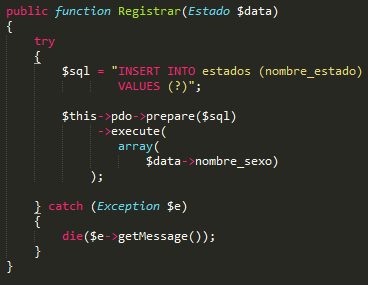 public function Registrar(Estado $data)
{
    try
    {
        $sql = "INSERT INTO estados (nombre_estado)
                VALUES (?)";

        $this->pdo->prepare($sql)
             ->execute(
                array(
                    $data->nombre_sexo)
            );

    } catch (Exception $e)
    {
        die($e->getMessage());
    }
}